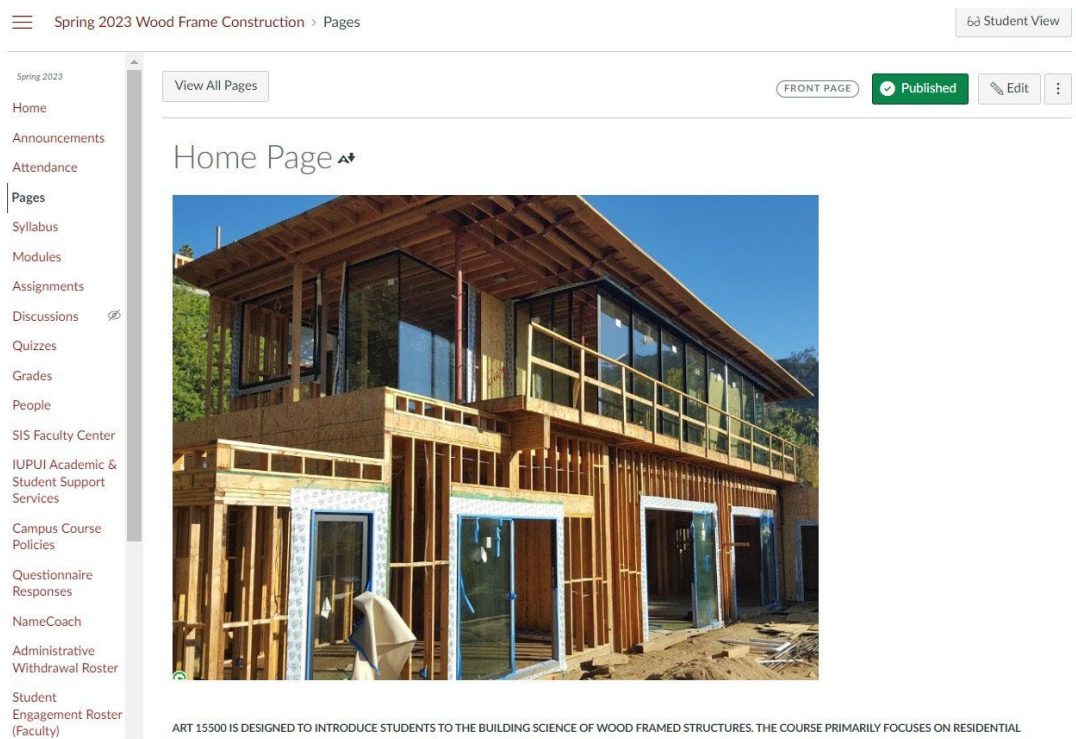 Spring 2023 Wood Frame Construction > Pages
Student View
Spring 2023
Home
Announcements
Attendance
Pages
Syllabus
Modules
Assignments
Discussions
Quizzes
Grades
People
SIS Faculty Center
IUPUI Academic &
Student Support
Services
Campus Course
Policies
Questionnaire
Responses
NameCoach
Administrative
Withdrawal Roster
Student
Engagement Roster
(Faculty)
View All Pages
FRONT PAGE
Published
Edit
Home Page
ART 15500 IS DESIGNED TO INTRODUCE STUDENTS TO THE BUILDING SCIENCE OF WOOD FRAMED STRUCTURES. THE COURSE PRIMARILY FOCUSES ON RESIDENTIAL